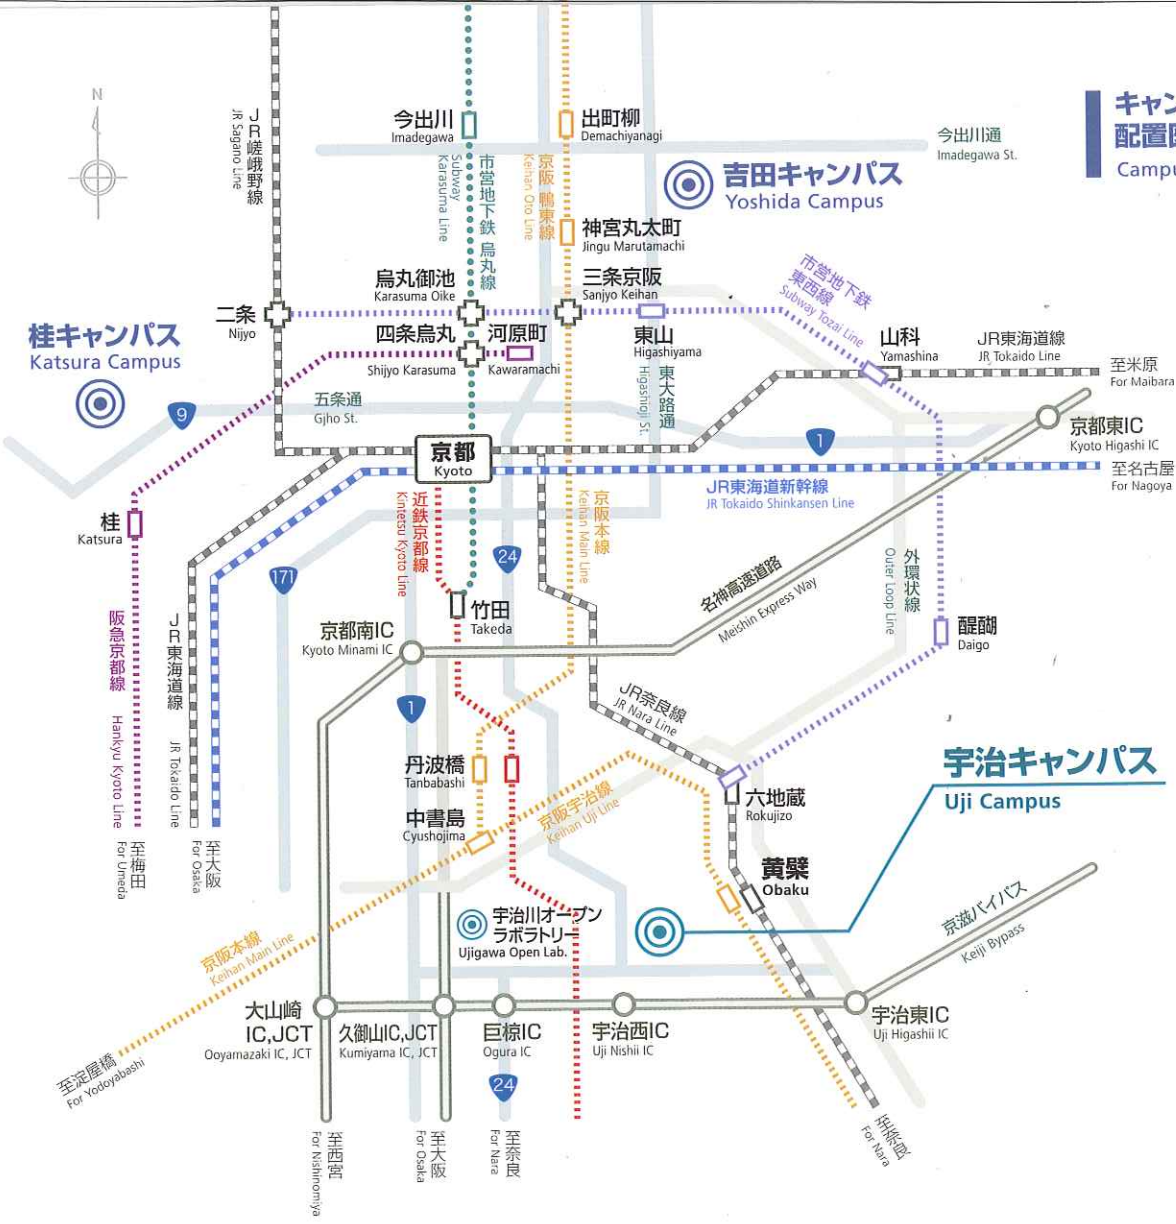 N
JR嵯峨野線
JR Sagano Line
今出川
Imadegawa
出町柳
Demachiyanagi
今出川通
Imadegawa St.
キャン
配置
Campu
市営地下鉄 烏丸線
Subway
Karasuma Line
京阪 鴨東線
Keihan Oto Line
吉田キャンパス
Yoshida Campus
神宮丸太町
Jingu Marutamachi
烏丸御池
Karasuma Oike
三条京阪
Sanjyo Keihan
市営地下鉄
東西線
Subway Tozai Line
二条
Nijyo
四条烏丸
Shijyo Karasuma
河原町
Kawaramachi
東山
Higashiyama
山科
Yamashina
JR東海道線
JR Tokaido Line
至米原
For Maibara
桂キャンパス
Katsura Campus
9
五条通
Gjho St.
東大路通
Higashioji St.
1
京都東IC
Kyoto Higashi IC
京都
Kyoto
至名古屋
For Nagoya
JR東海道新幹線
JR Tokaido Shinkansen Line
桂
Katsura
近鉄京都線
Kintetsu Kyoto Line
京阪本線
Keihan Main Line
24
171
名神高速道路
Meishin Express Way
外環状線
Outer Loop Line
竹田
Takeda
京都南IC
Kyoto Minami IC
醍醐
Daigo
阪急京都線 Hankyu Kyoto Line
JR東海道線 JR Tokaido Line
1
JR奈良線
JR Nara Line
丹波橋
Tanbabashi
中書島
Cyushojima
京阪宇治線
Keihan Uji Line
六地蔵
Rokujizo
宇治キャンパス
Uji Campus
至梅田
For Umeda
至大阪
For Osaka
黄檗
Obaku
宇治川オープン
ラボラトリー
Ujigawa Open Lab.
京滋バイパス
Keiji Bypass
京阪本線
Keihan Main Line
大山崎
IC,JCT
Ooyamazaki IC, JCT
久御山IC,JCT
Kumiyama IC, JCT
巨椋IC
Ogura IC
宇治西IC
Uji Nishii IC
宇治東IC
Uji Higashii IC
至淀屋橋
For Yodoyabashi
24
至西宮
For Nishinomiya
至大阪
For Osaka
至奈良
For Nara
至奈良
For Nara